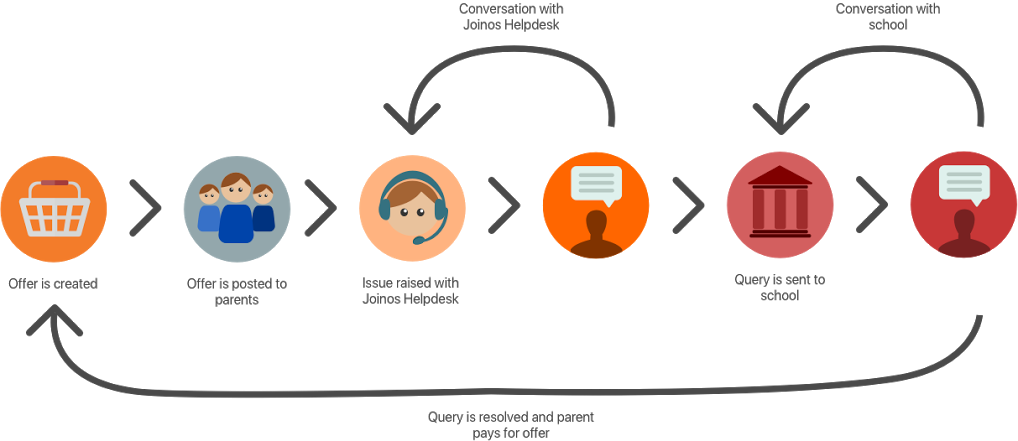 Conversation with
Joinos Helpdesk
Conversation with
school
Offer is created
Offer is posted to
parents
Issue raised with
Joinos Helpdesk
Query is sent to
school
Query is resolved and parent
pays for offer